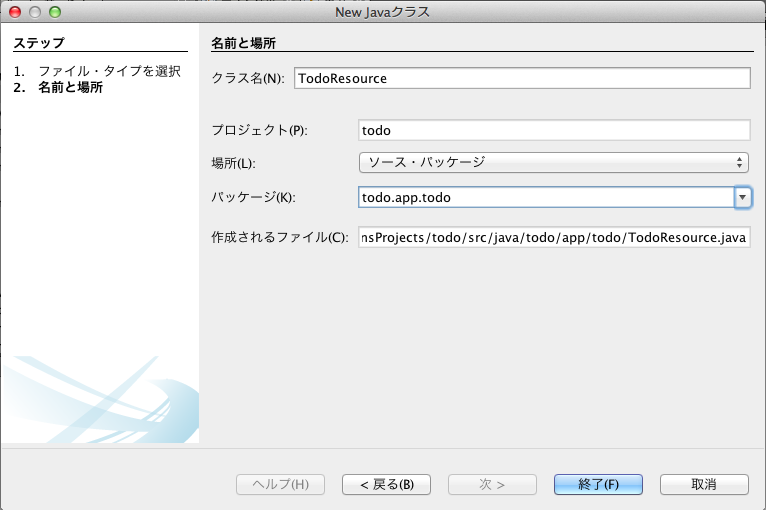 New Javaクラス
ステップ
1. ファイル・タイプを選択
2. 名前と場所
名前と場所
クラス名(N): TodoResource
プロジェクト(P): todo
場所(L): ソース・パッケージ
パッケージ(K): todo.app.todo
作成されるファイル(C): nsProjects/todo/src/java/todo/app/todo/TodoResource.java
ヘルプ(H) < 戻る(B) 次 > 終了(F) 取消